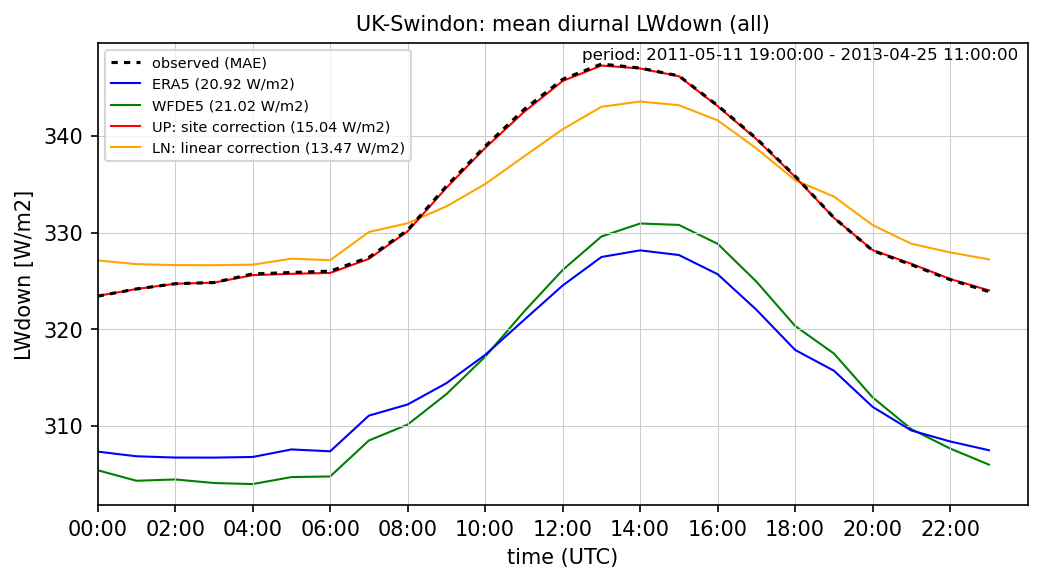 UK-Swindon: mean diurnal LWdown (all)
period: 2011-05-11 19:00:00 - 2013-04-25 11:00:00
observed (MAE)
ERA5 (20.92 W/m2)
WFDE5 (21.02 W/m2)
UP: site correction (15.04 W/m2)
LN: linear correction (13.47 W/m2)
LWdown [W/m2]
340
330
320
310
00:00 02:00 04:00 06:00 08:00 10:00 12:00 14:00 16:00 18:00 20:00 22:00
time (UTC)